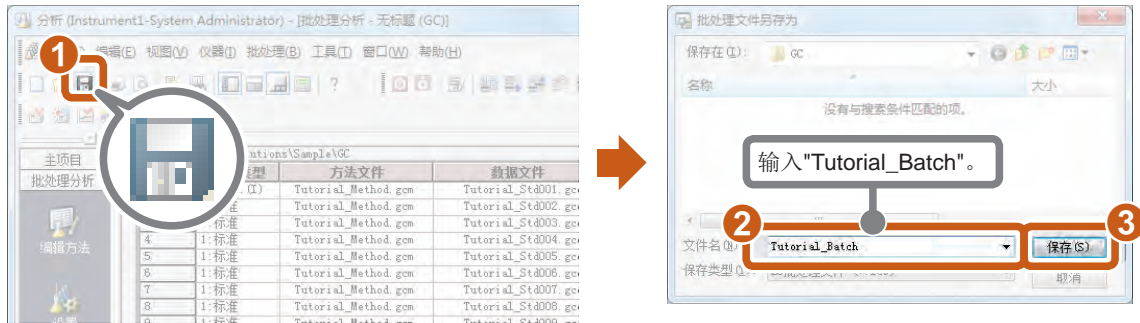 分析 (Instrument1-System Administrator) - [批处理分析 - 无标题 (GC)]
编辑(E) 视图(V) 仪器(I) 批处理(B) 工具(T) 窗口(W) 帮助(H)
1
主项目
批处理分析
编辑方法
utions\Sample\GC
型 方法文件 数据文件
(I) Tutorial_Method.gcm Tutorial_Std001.gc
准 Tutorial_Method.gcm Tutorial_Std002.gc
标准 Tutorial_Method.gcm Tutorial_Std003.gc
4 1:标准 Tutorial_Method.gcm Tutorial_Std004.gc
5 1:标准 Tutorial_Method.gcm Tutorial_Std005.gc
6 1:标准 Tutorial_Method.gcm Tutorial_Std006.gc
7 1:标准 Tutorial_Method.gcm Tutorial_Std007.gc
8 1:标准 Tutorial_Method.gcm Tutorial_Std008.gc
批处理文件另存为
保存在(I): GC
名称 大小
没有与搜索条件匹配的项。
输入"Tutorial_Batch"。
2
3
文件名(N) Tutorial_Batch 保存(S)
保存类型(T): 取消